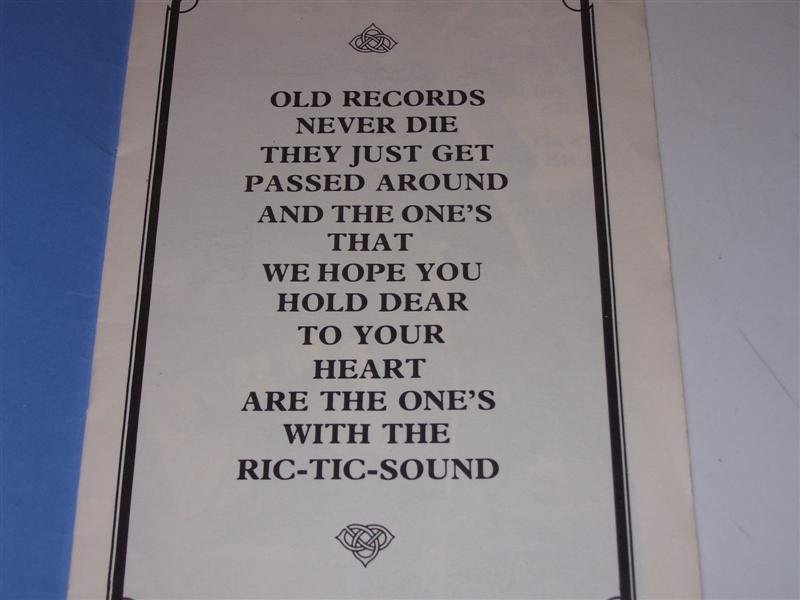 OLD RECORDS
NEVER DIE
THEY JUST GET
PASSED AROUND
AND THE ONE'S
THAT
WE HOPE YOU
HOLD DEAR
TO YOUR
HEART
ARE THE ONE'S
WITH THE
RIC-TIC-SOUND